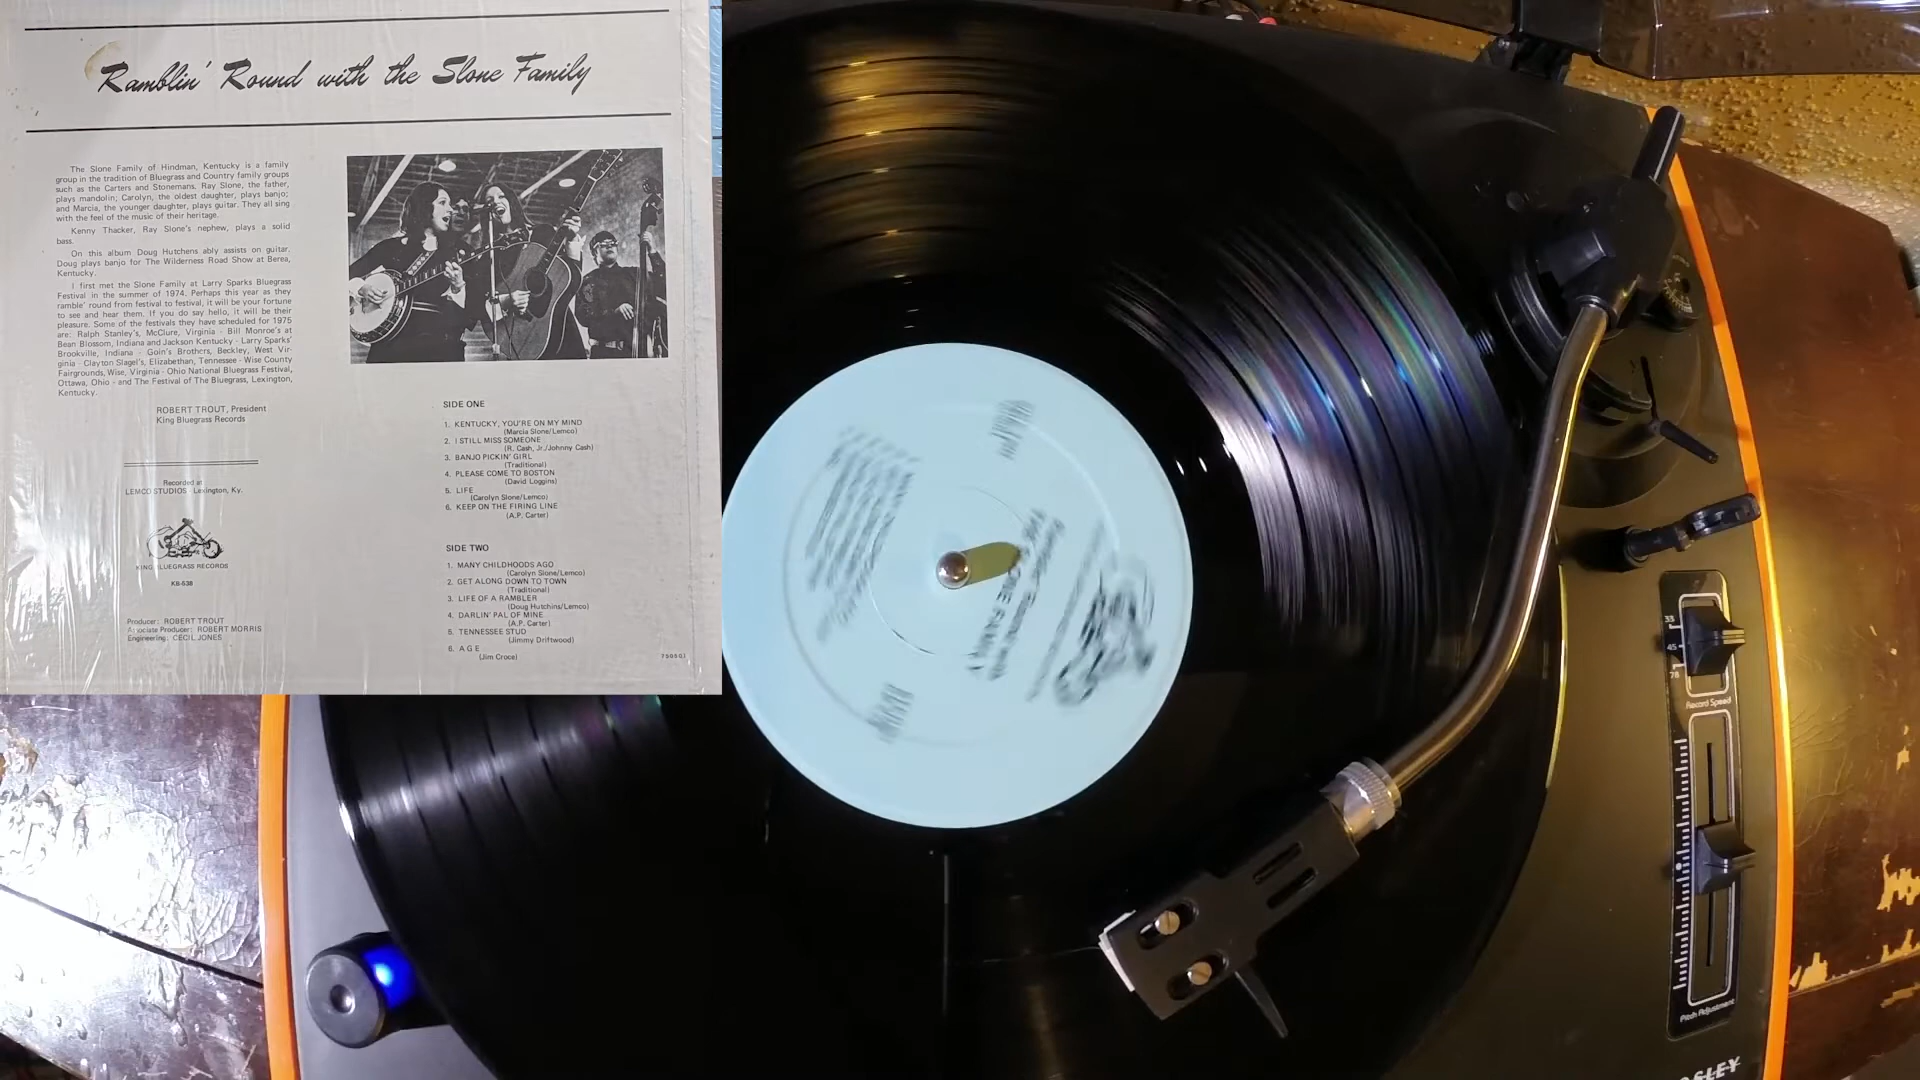 Ramblin' Round with the Slone Family
The Slone Family of Hindman, Kentucky is a family
group in the tradition of Bluegrass and Country family groups
such as the Carters and Stonemans. Ray Slone, the father,
plays mandolin; Carolyn, the oldest daughter, plays banjo;
and Marcia, the younger daughter, plays guitar. They all sing
with the feel of the music of their heritage.
Kenny Thacker, Ray Slone's nephew, plays a solid
bass.
On this album Doug Hutchens ably assists on guitar.
Doug plays banjo for The Wilderness Road Show at Berea,
Kentucky.
I first met the Slone Family at Larry Sparks Bluegrass
Festival in the summer of 1974. Perhaps this year as they
ramble' round from festival to festival, it will be your fortune
to see and hear them. If you do say hello, it will be their
pleasure. Some of the festivals they have scheduled for 1975
are: Ralph Stanley's, McClure, Virginia - Bill Monroe's at
Bean Blossom, Indiana and Jackson Kentucky - Larry Sparks'
Brookville, Indiana - Goin's Brothers, Beckley, West Vir-
ginia - Clayton Slagel's, Elizabethan, Tennessee - Wise County
Fairgrounds, Wise, Virginia - Ohio National Bluegrass Festival,
Ottawa, Ohio - and The Festival of The Bluegrass, Lexington,
Kentucky.
ROBERT TROUT, President
King Bluegrass Records
Recorded at
LEMCO STUDIOS - Lexington, Ky.
KING BLUEGRASS RECORDS
KB-538
Producer: ROBERT TROUT
Associate Producer: ROBERT MORRIS
Engineering: CECIL JONES
SIDE ONE
1. KENTUCKY, YOU'RE ON MY MIND
(Marcia Slone/Lemco)
2. I STILL MISS SOMEONE
(R. Cash, Jr./Johnny Cash)
3. BANJO PICKIN' GIRL
(Traditional)
4. PLEASE COME TO BOSTON
(David Loggins)
5. LIFE
(Carolyn Slone/Lemco)
6. KEEP ON THE FIRING LINE
(A.P. Carter)
SIDE TWO
1. MANY CHILDHOODS AGO
(Carolyn Slone/Lemco)
2. GET ALONG DOWN TO TOWN
(Traditional)
3. LIFE OF A RAMBLER
(Doug Hutchins/Lemco)
4. DARLIN' PAL OF MINE
(A.P. Carter)
5. TENNESSEE STUD
(Jimmy Driftwood)
6. AGE
(Jim Croce)
33
45
78
Record Speed
Pitch Adjustment